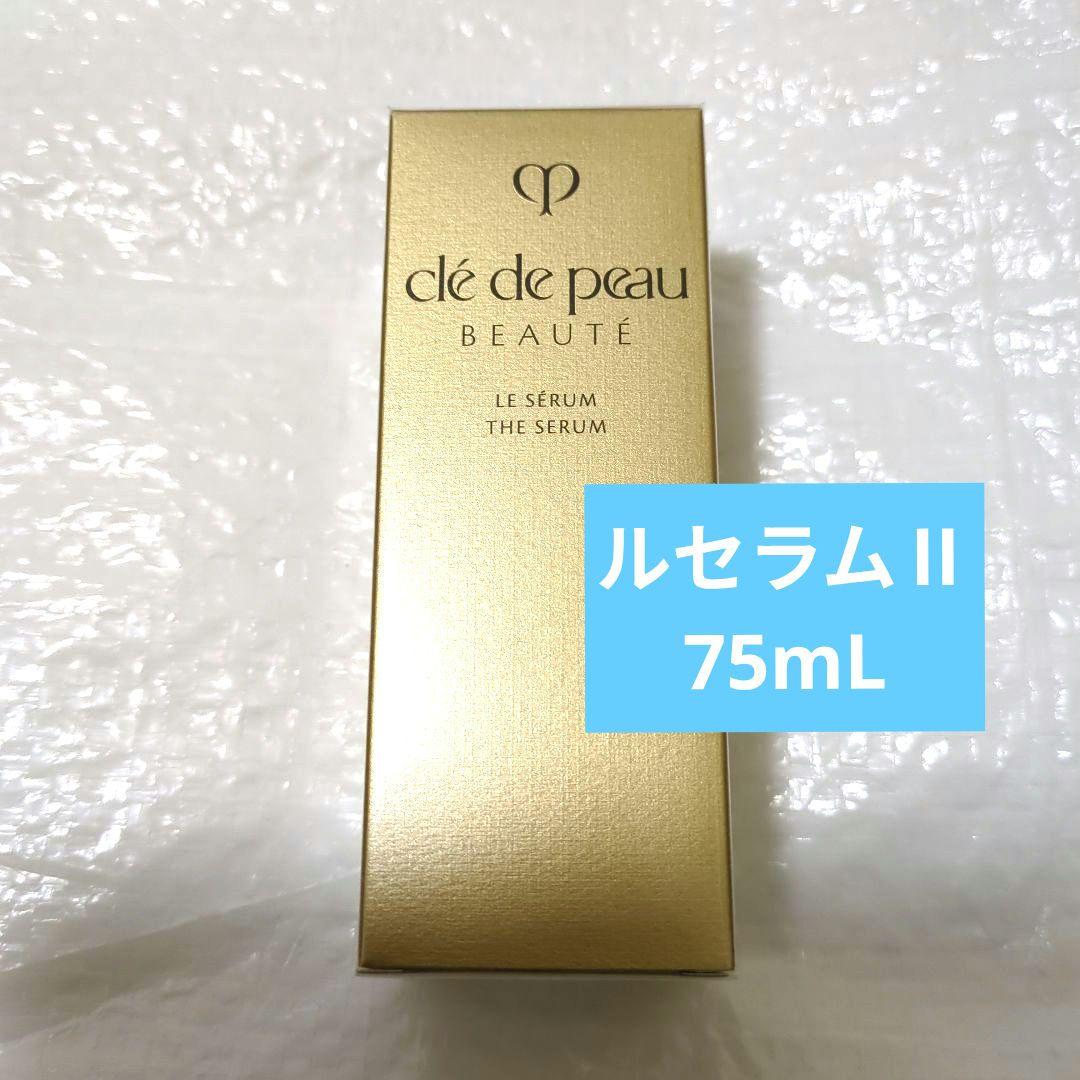 clé de peau
BEAUTÉ
LE SÉRUM
THE SERUM
ルセラムⅡ
75mL